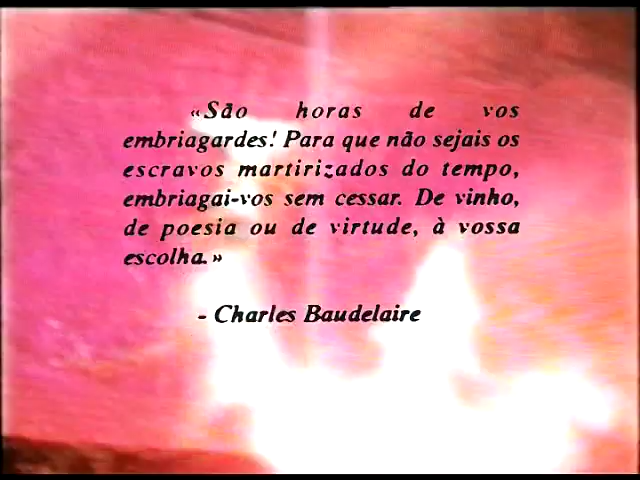 «São horas de vos
embriagardes! Para que não sejais os
escravos martirizados do tempo,
embriagai-vos sem cessar. De vinho,
de poesia ou de virtude, à vossa
escolha.»
- Charles Baudelaire